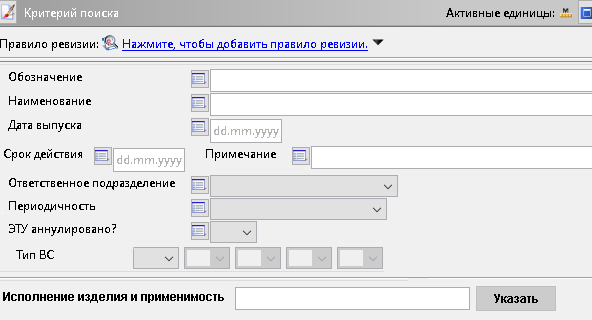 Критерий поиска Активные единицы: м
Правило ревизии: Нажмите, чтобы добавить правило ревизии.
Обозначение
Наименование
Дата выпуска dd.mm.yyyy
Срок действия dd.mm.yyyy Примечание
Ответственное подразделение
Периодичность
ЭТУ аннулировано?
Тип ВС
Исполнение изделия и применимость Указать